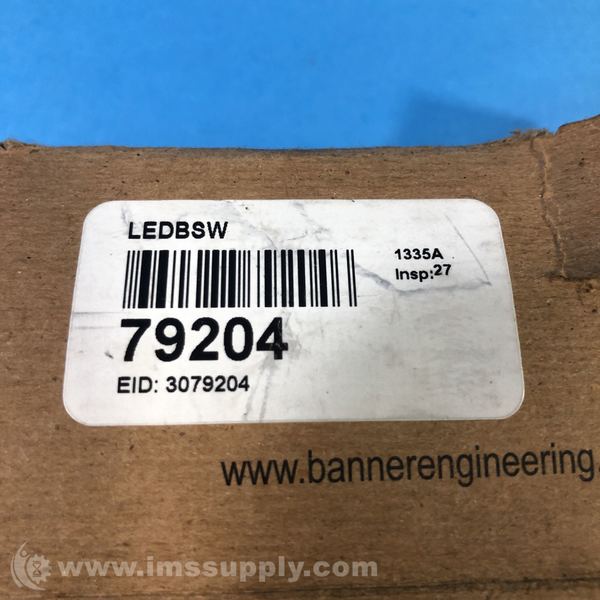 LEDBSW
1335A
Insp:27
79204
EID: 3079204
www.bannerengineering.
www.imssupply.com